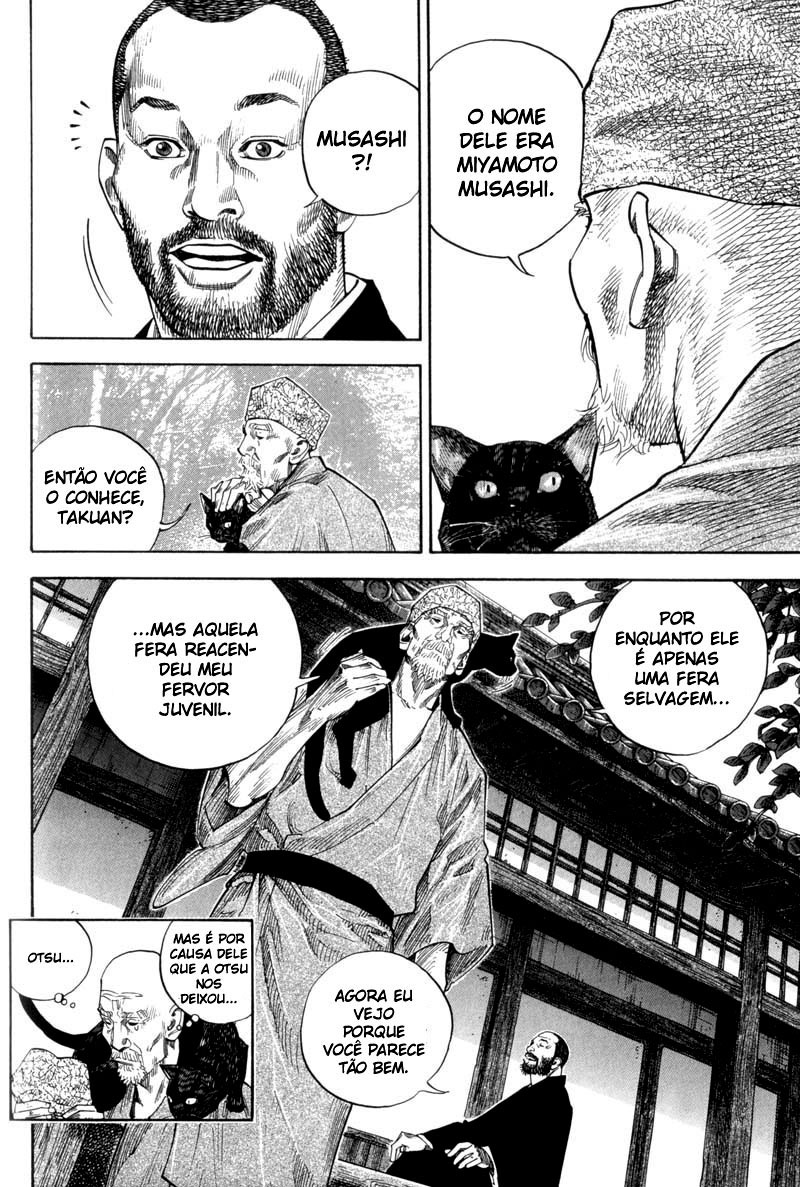 O NOME
DELE ERA
MIYAMOTO
MUSASHI.
MUSASHI
?!
ENTÃO VOCÊ
O CONHECE,
TAKUAN?
POR
ENQUANTO ELE
É APENAS
UMA FERA
SELVAGEM...
...MAS AQUELA
FERA REACEN-
DEU MEU
FERVOR
JUVENIL.
AGORA EU
VEJO
PORQUE
VOCÊ PARECE
TÃO BEM.
MAS É POR
CAUSA DELE
QUE A OTSU
NOS
DEIXOU...
OTSU...